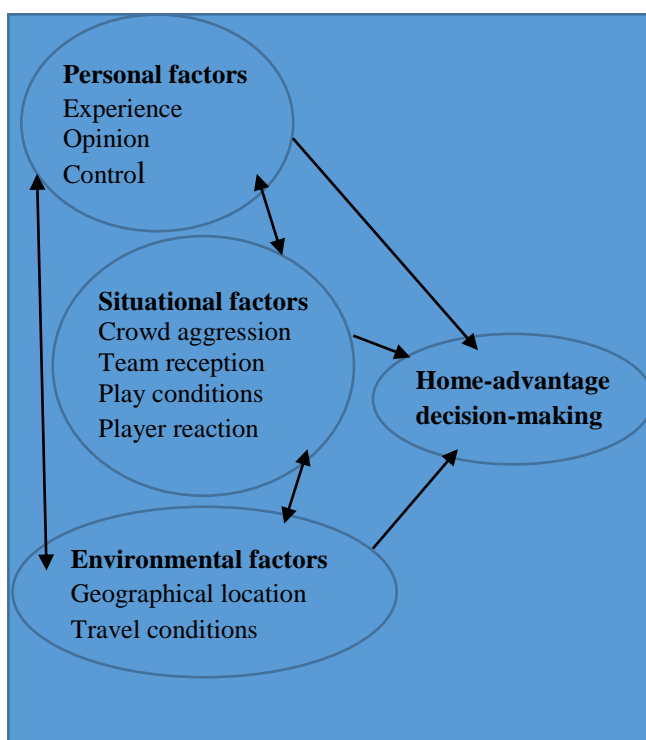 Personal factors
Experience
Opinion
Control
Situational factors
Crowd aggression
Team reception
Play conditions
Player reaction
Home-advantage
decision-making
Environmental factors
Geographical location
Travel conditions